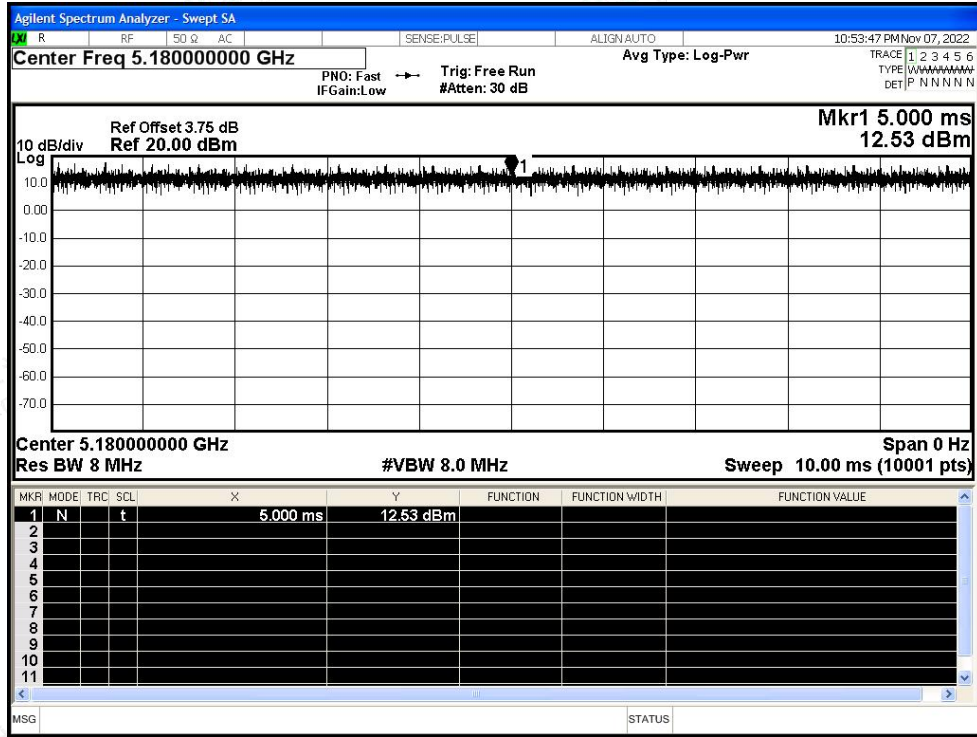 Agilent Spectrum Analyzer - Swept SA
LXI R RF 50 Ω AC SENSE:PULSE ALIGN AUTO 10:53:47 PM Nov 07, 2022
Center Freq 5.180000000 GHz Avg Type: Log-Pwr TRACE 1 2 3 4 5 6
PNO: Fast Trig: Free Run TYPE W
IFGain:Low #Atten: 30 dB DET P N N N N N
Mkr1 5.000 ms
Ref Offset 3.75 dB
10 dB/div Ref 20.00 dBm 12.53 dBm
Log
1
10.0
0.00
-10.0
-20.0
-30.0
-40.0
-50.0
-60.0
-70.0
Center 5.180000000 GHz Span 0 Hz
Res BW 8 MHz #VBW 8.0 MHz Sweep 10.00 ms (10001 pts)
MKR MODE TRC SCL X Y FUNCTION FUNCTION WIDTH FUNCTION VALUE
1 N t 5.000 ms 12.53 dBm
2
3
4
5
6
7
8
9
10
11
MSG STATUS